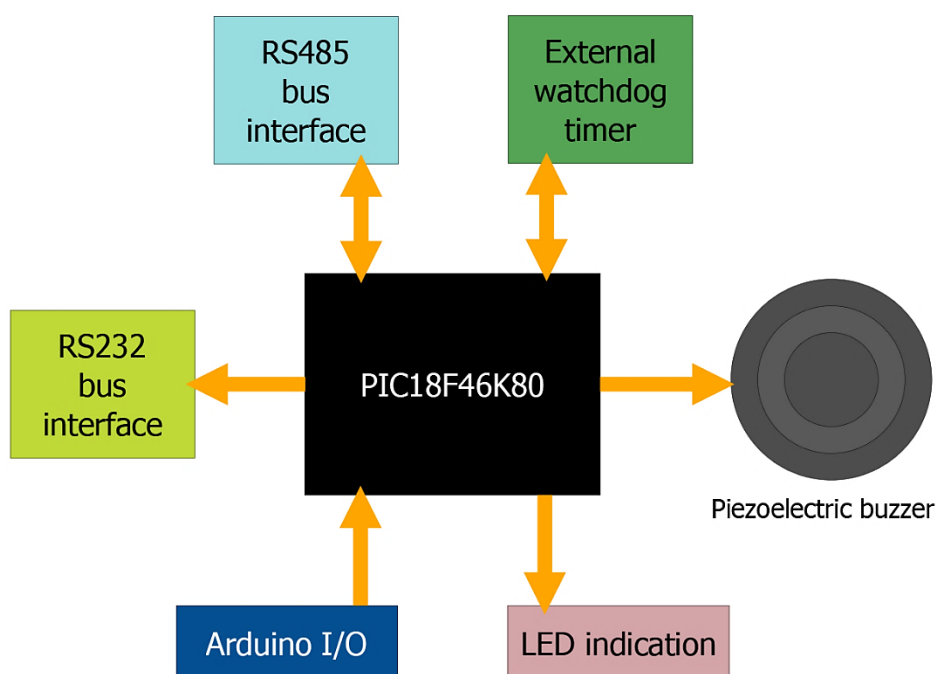 RS485
bus
interface
External
watchdog
timer
RS232
bus
interface
PIC18F46K80
Piezoelectric buzzer
Arduino I/O
LED indication